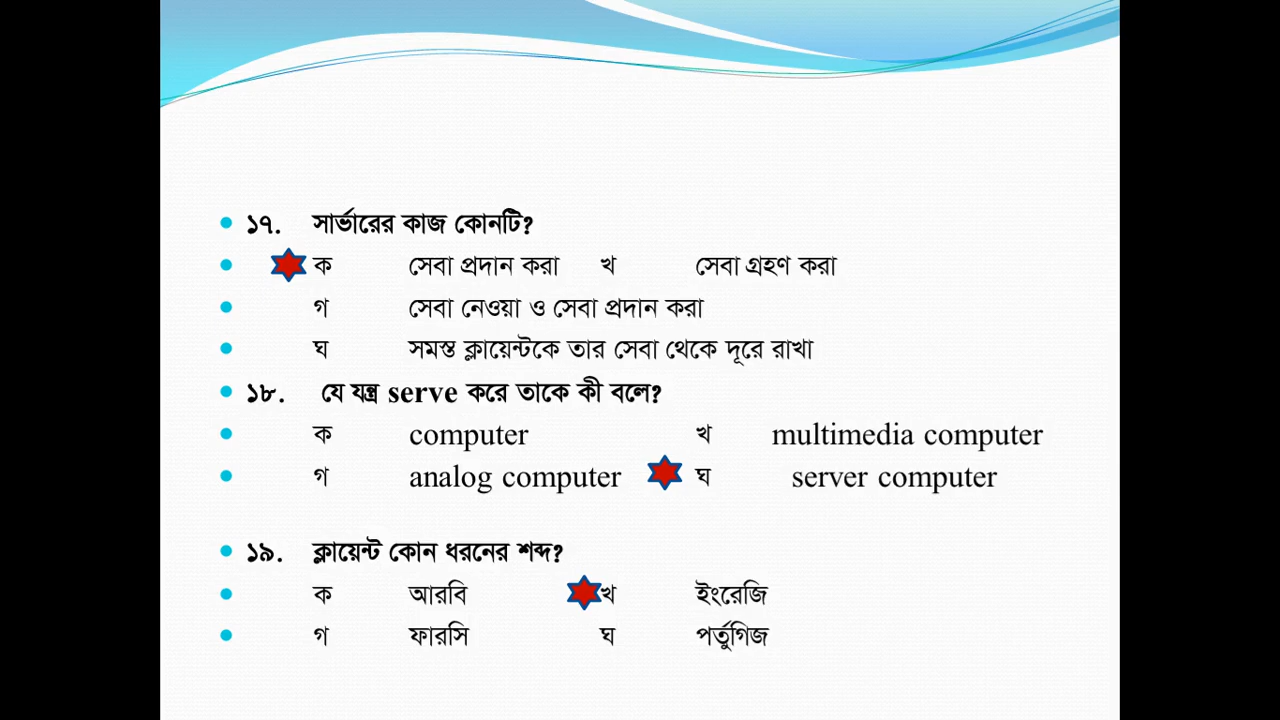 ১৭. সার্ভারের কাজ কোনটি?
ক সেবা প্রদান করা খ সেবা গ্রহণ করা
গ সেবা নেওয়া ও সেবা প্রদান করা
ঘ সমস্ত ক্লায়েন্টকে তার সেবা থেকে দূরে রাখা
১৮. যে যন্ত্র serve করে তাকে কী বলে?
ক computer খ multimedia computer
গ analog computer ঘ server computer
১৯. ক্লায়েন্ট কোন ধরনের শব্দ?
ক আরবি খ ইংরেজি
গ ফারসি ঘ পর্তুগিজ